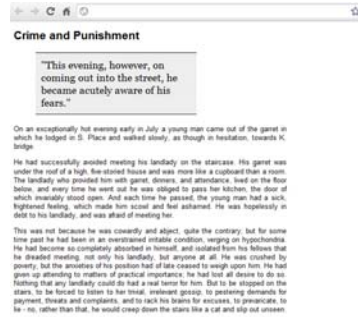 Crime and Punishment
"This evening, however, on
coming out into the street, he
became acutely aware of his
fears."
On an exceptionally hot evening early in July a young man came out of the garret in
which he lodged in S. Place and walked slowly, as though in hesitation, towards K.
bridge.
He had successfully avoided meeting his landlady on the staircase. His garret was
under the roof of a high, five-storied house and was more like a cupboard than a room.
The landlady who provided him with garret, dinners, and attendance, lived on the floor
below, and every time he went out he was obliged to pass her kitchen, the door of
which invariably stood open. And each time he passed, the young man had a sick,
frightened feeling, which made him scowl and feel ashamed. He was hopelessly in
debt to his landlady, and was afraid of meeting her.
This was not because he was cowardly and abject, quite the contrary; but for some
time past he had been in an overstrained irritable condition, verging on hypochondria.
He had become so completely absorbed in himself, and isolated from his fellows that
he dreaded meeting, not only his landlady, but anyone at all. He was crushed by
poverty, but the anxieties of his position had of late ceased to weigh upon him. He had
given up attending to matters of practical importance; he had lost all desire to do so.
Nothing that any landlady could do had a real terror for him. But to be stopped on the
stairs, to be forced to listen to her trivial, irrelevant gossip, to pestering demands for
payment, threats and complaints, and to rack his brains for excuses, to prevaricate, to
lie - no, rather than that, he would creep down the stairs like a cat and slip out unseen.